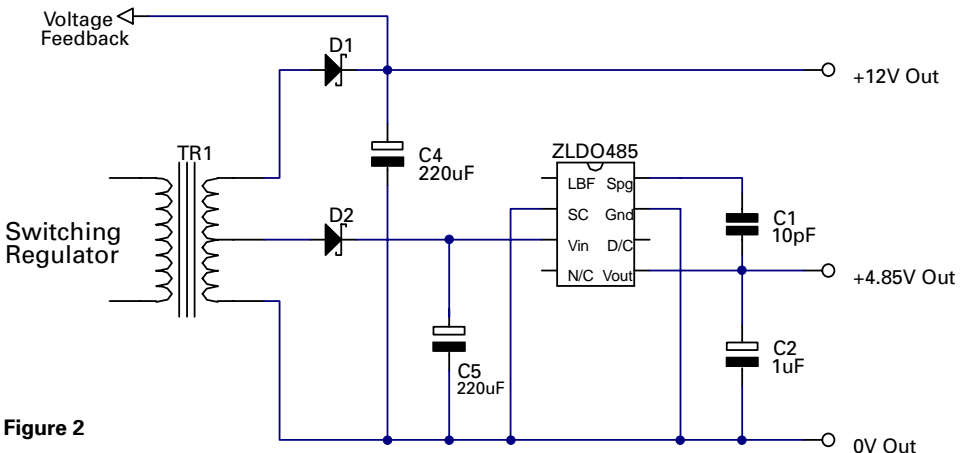 Voltage
Feedback
D1
+12V Out
TR1
C4
220uF
ZLDO485
LBF Spg
SC Gnd
Vin D/C
N/C Vout
C1
10pF
D2
Switching
Regulator
+4.85V Out
C2
1uF
C5
220uF
Figure 2
0V Out